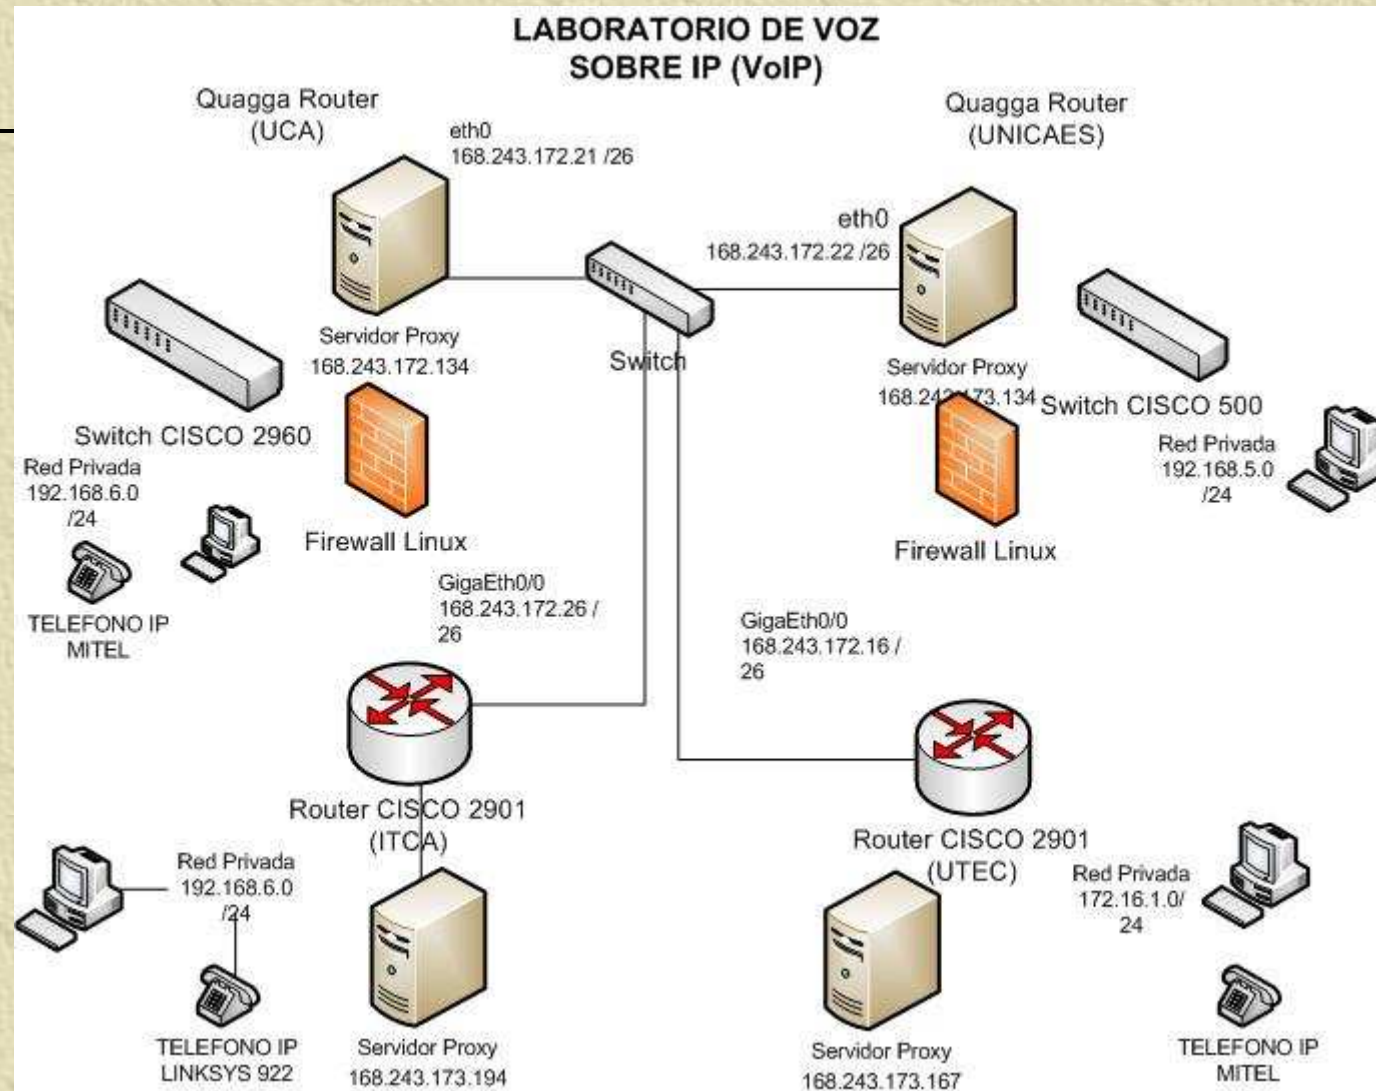 LABORATORIO DE VOZ
SOBRE IP (VoIP)
Quagga Router
(UCA)
eth0
168.243.172.21 /26
Quagga Router
(UNICAES)
eth0
168.243.172.22 /26
Servidor Proxy
168.243.172.134
Switch
Servidor Proxy
168.243.173.134
Switch CISCO 2960
Switch CISCO 500
Red Privada
192.168.6.0
/24
Red Privada
192.168.5.0
/24
Firewall Linux
Firewall Linux
TELEFONO IP
MITEL
GigaEth0/0
168.243.172.26 /
26
GigaEth0/0
168.243.172.16 /
26
Router CISCO 2901
(ITCA)
Router CISCO 2901
(UTEC)
Red Privada
192.168.6.0
/24
Red Privada
172.16.1.0/
24
TELEFONO IP
LINKSYS 922
Servidor Proxy
168.243.173.194
Servidor Proxy
168.243.173.167
TELEFONO IP
MITEL